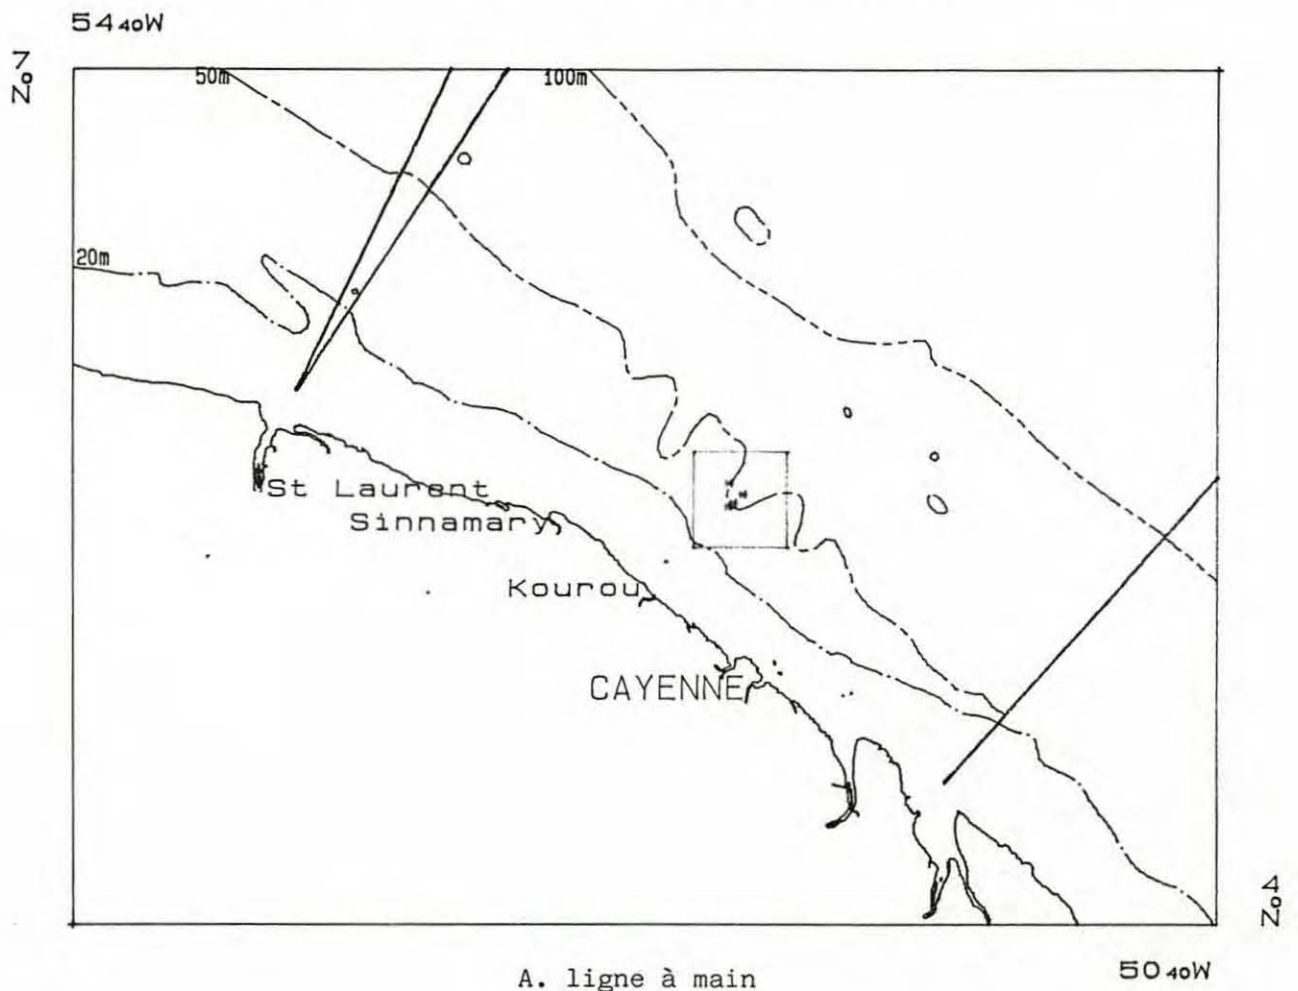 54 40W
7
N°
50m
100m
20m
St Laurent
Sinnamary
Kourou
CAYENNE
4
N°
50 40W
A. ligne à main